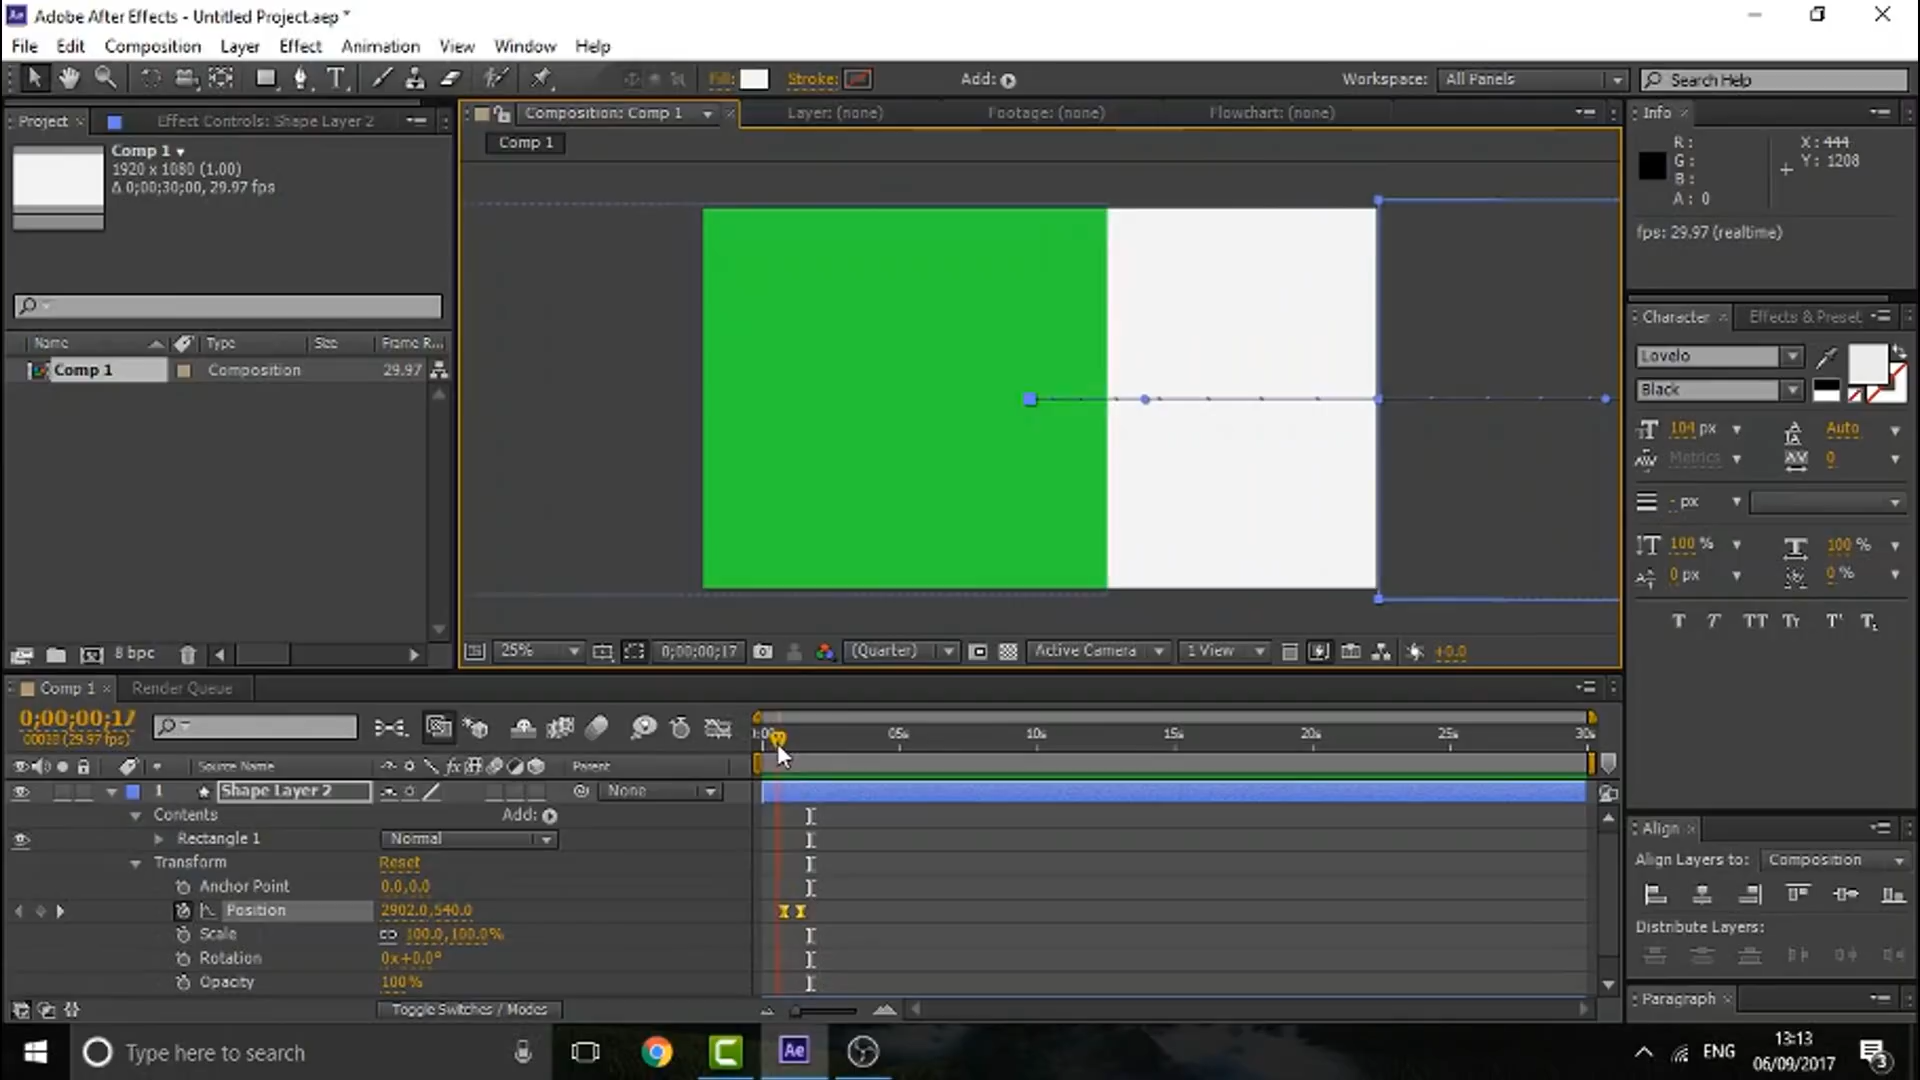 Adobe After Effects - Untitled Project.aep *
File Edit Composition Layer Effect Animation View Window Help
Fill: Stroke: Add: Workspace: All Panels Search Help
Project × Effect Controls: Shape Layer 2
Composition: Comp 1 Layer: (none) Footage: (none) Flowchart: (none)
Info ×
Comp 1
1920 x 1080 (1.00)
Δ 0;00;30;00, 29.97 fps
Comp 1
R:
G:
B:
A: 0
X: 444
Y: 1208
fps: 29.97 (realtime)
Character × Effects & Preset
Lovelo
Black
104 px Auto
Metrics 0
- px
100 % 100 %
0 px 0 %
T T TT Tr T' T,
Name Type Size Frame R...
Comp 1 Composition 29.97
8 bpc
25% 0;00;00;17 (Quarter) Active Camera 1 View +0.0
Comp 1 × Render Queue
0;00;00;17
(29.97 fps)
05s 10s 15s 20s 25s 30s
Source Name fx Parent
1 Shape Layer 2 None
Contents Add:
Rectangle 1 Normal
Transform Reset
Anchor Point 0.0,0.0
Position 2902.0,540.0
Scale 100.0,100.0%
Rotation 0x+0.0°
Opacity 100%
Toggle Switches / Modes
Align ×
Align Layers to: Composition
Distribute Layers:
Paragraph ×
Type here to search
Ae
ENG
13:13
06/09/2017
3